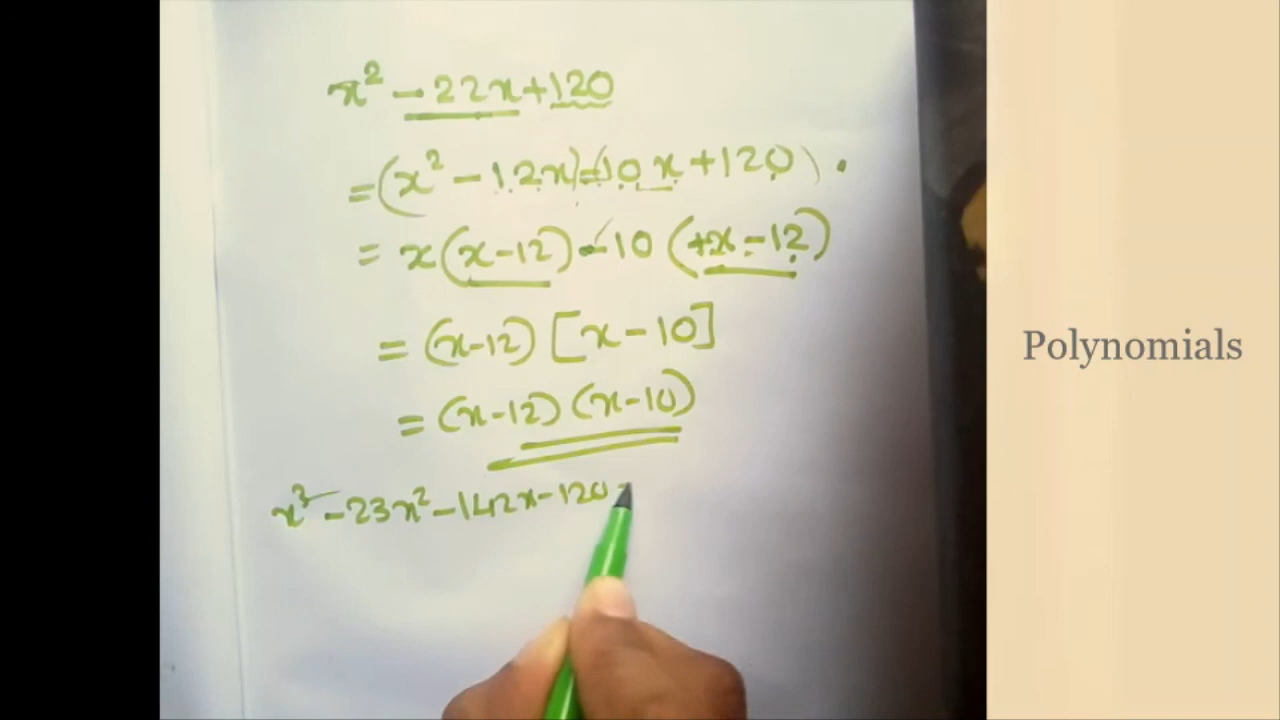 x² - 22x + 120
= (x² - 12x) - (10x + 120)
= x(x-12) - 10 (+x - 12)
= (x-12) [x - 10]
= (x-12) (x-10)
x³ - 23x² - 142x - 120 =
Polynomials